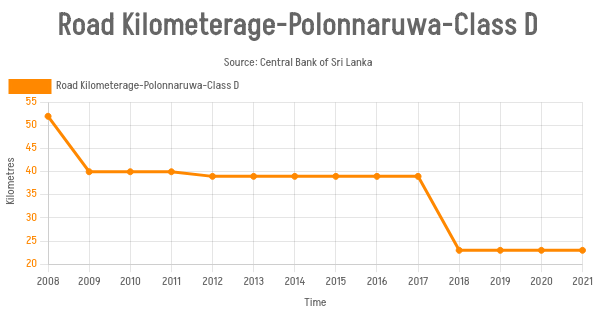 Road Kilometerage-Polonnaruwa-Class D
Source: Central Bank of Sri Lanka
Road Kilometerage-Polonnaruwa-Class D
55
50
45
40
35
30
25
20
Kilometres
2008 2009 2010 2011 2012 2013 2014 2015 2016 2017 2018 2019 2020 2021
Time